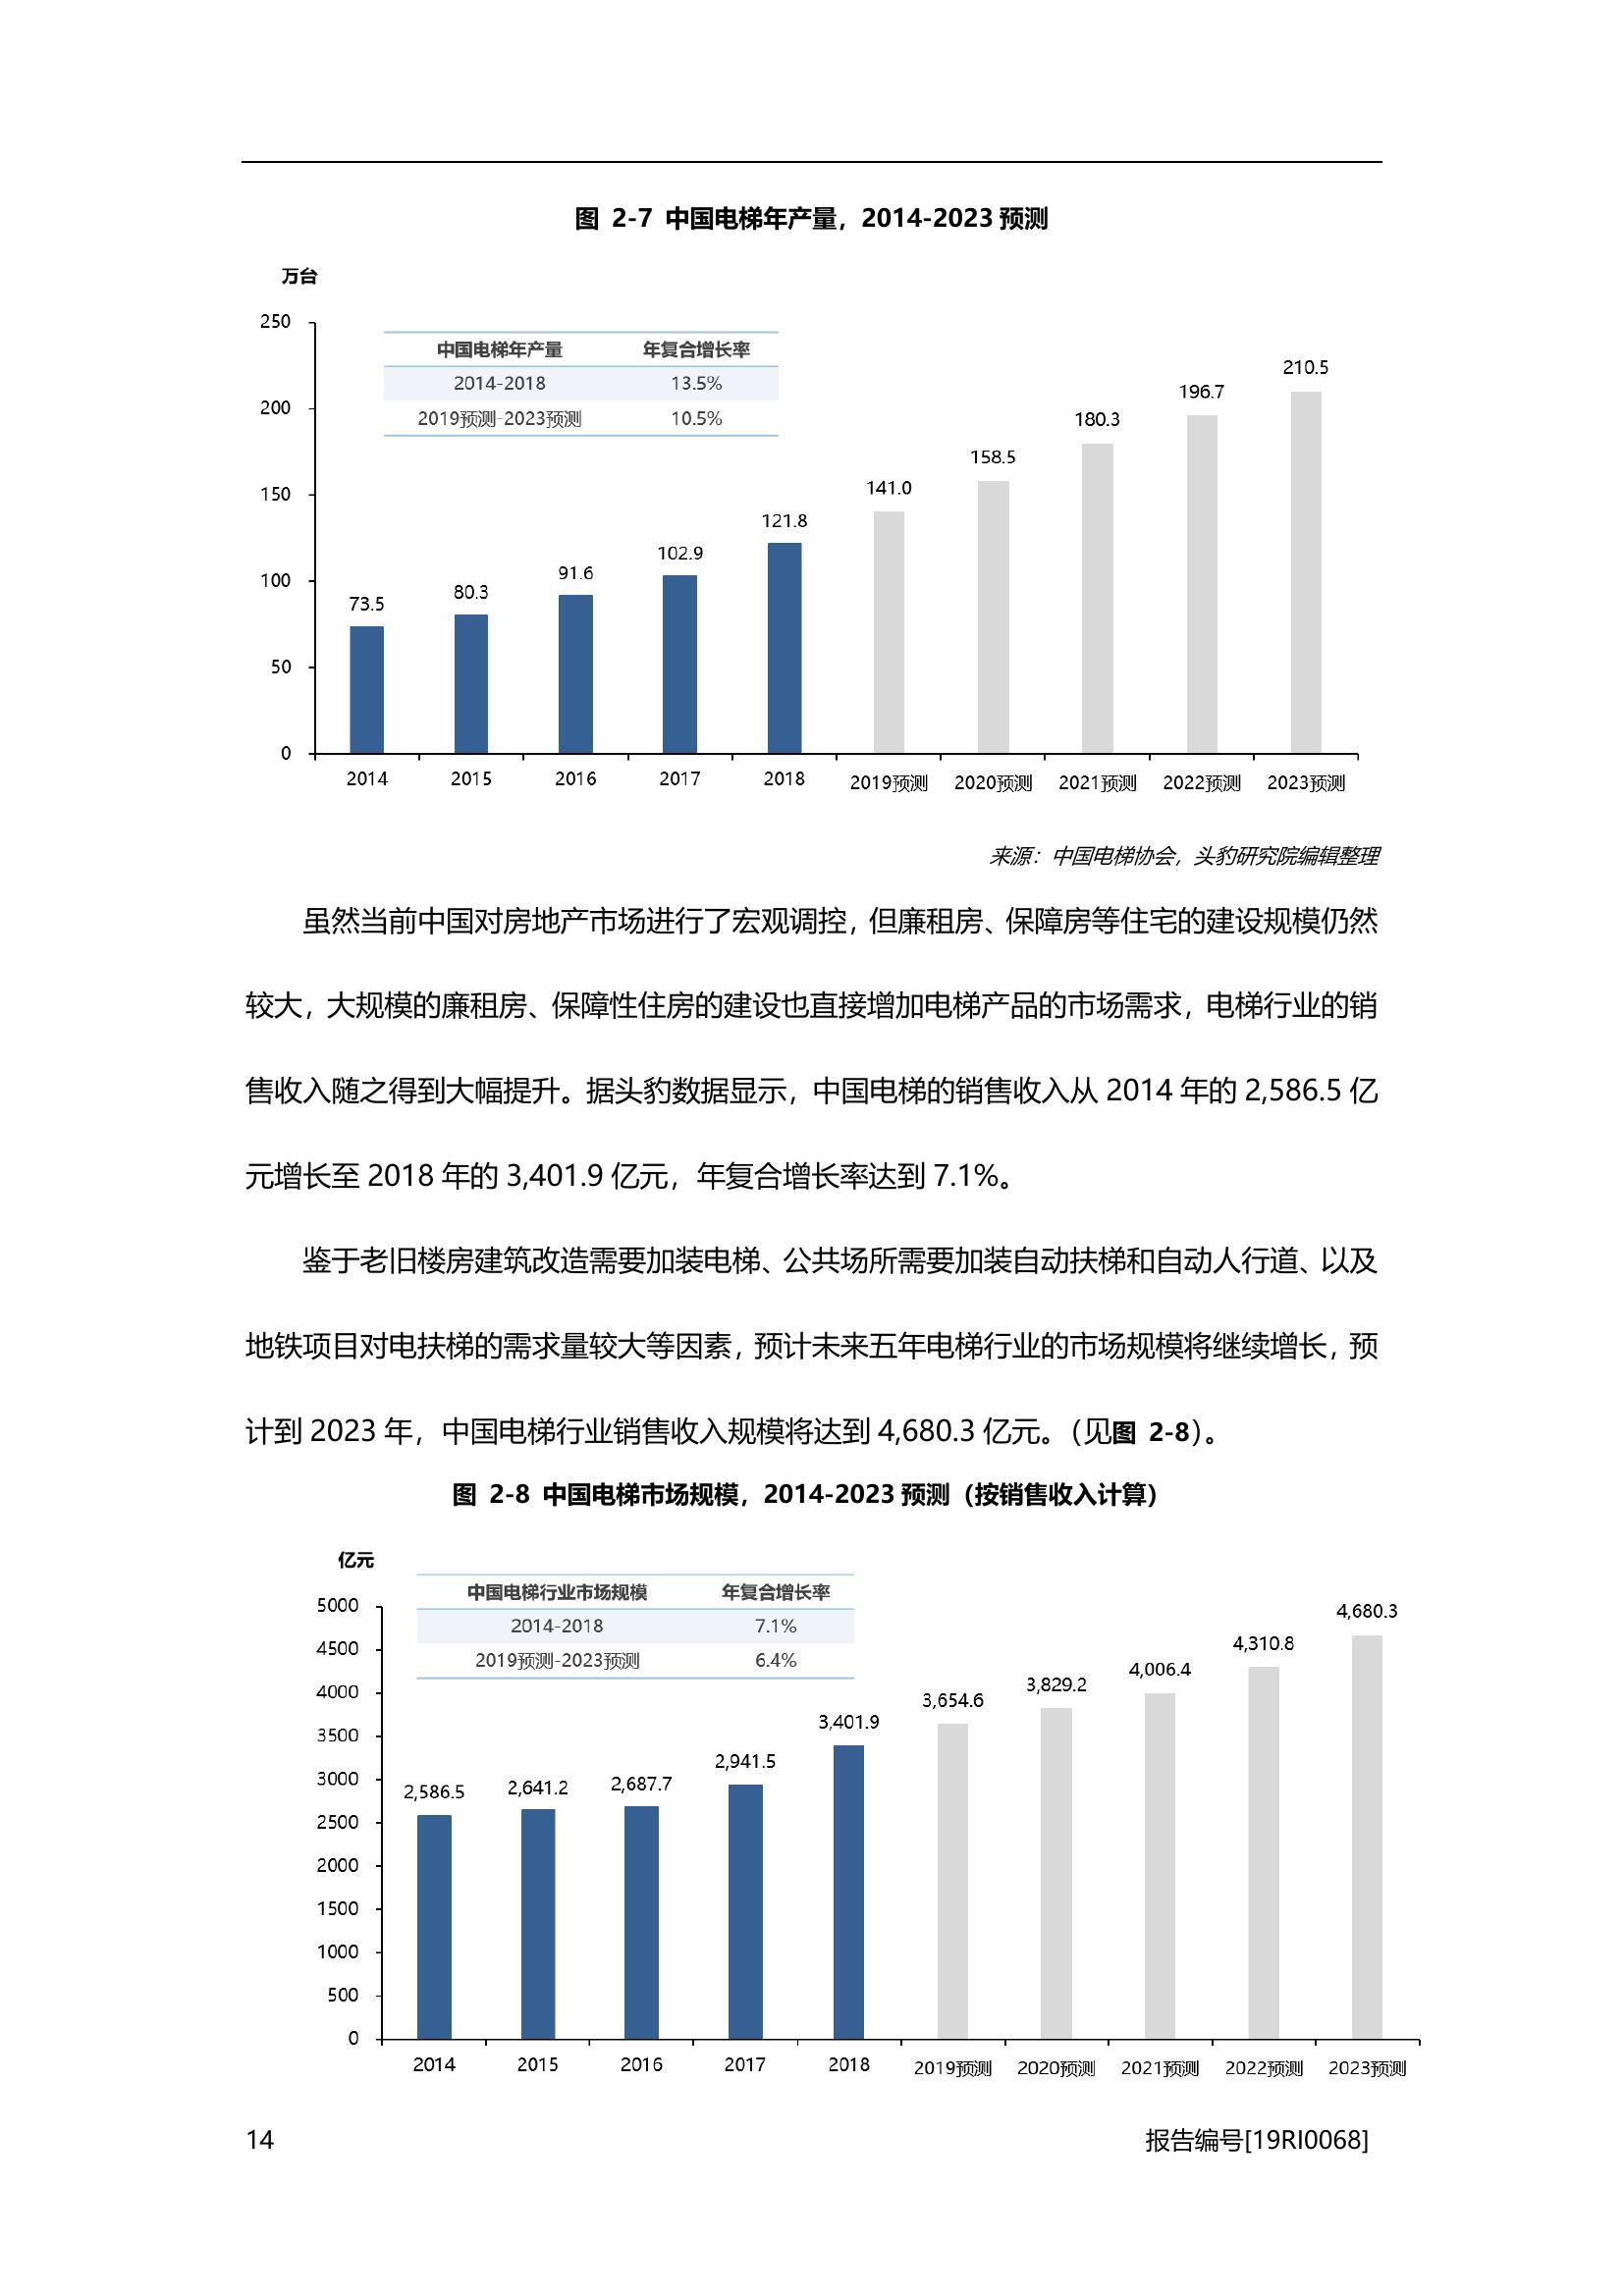 图 2-7 中国电梯年产量，2014-2023 预测
万台
250
200
150
100
50
0
中国电梯年产量 年复合增长率
2014-2018 13.5%
2019预测-2023预测 10.5%
73.5 80.3 91.6 102.9 121.8 141.0 158.5 180.3 196.7 210.5
2014 2015 2016 2017 2018 2019预测 2020预测 2021预测 2022预测 2023预测
来源：中国电梯协会，头豹研究院编辑整理
虽然当前中国对房地产市场进行了宏观调控，但廉租房、保障房等住宅的建设规模仍然
较大，大规模的廉租房、保障性住房的建设也直接增加电梯产品的市场需求，电梯行业的销
售收入随之得到大幅提升。据头豹数据显示，中国电梯的销售收入从 2014 年的 2,586.5 亿
元增长至 2018 年的 3,401.9 亿元，年复合增长率达到 7.1%。
鉴于老旧楼房建筑改造需要加装电梯、公共场所需要加装自动扶梯和自动人行道、以及
地铁项目对电扶梯的需求量较大等因素，预计未来五年电梯行业的市场规模将继续增长，预
计到 2023 年，中国电梯行业销售收入规模将达到 4,680.3 亿元。（见图 2-8）。
图 2-8 中国电梯市场规模，2014-2023 预测（按销售收入计算）
亿元
5000
4500
4000
3500
3000
2500
2000
1500
1000
500
0
中国电梯行业市场规模 年复合增长率
2014-2018 7.1%
2019预测-2023预测 6.4%
2,586.5 2,641.2 2,687.7 2,941.5 3,401.9 3,654.6 3,829.2 4,006.4 4,310.8 4,680.3
2014 2015 2016 2017 2018 2019预测 2020预测 2021预测 2022预测 2023预测
14 报告编号[19RI0068]